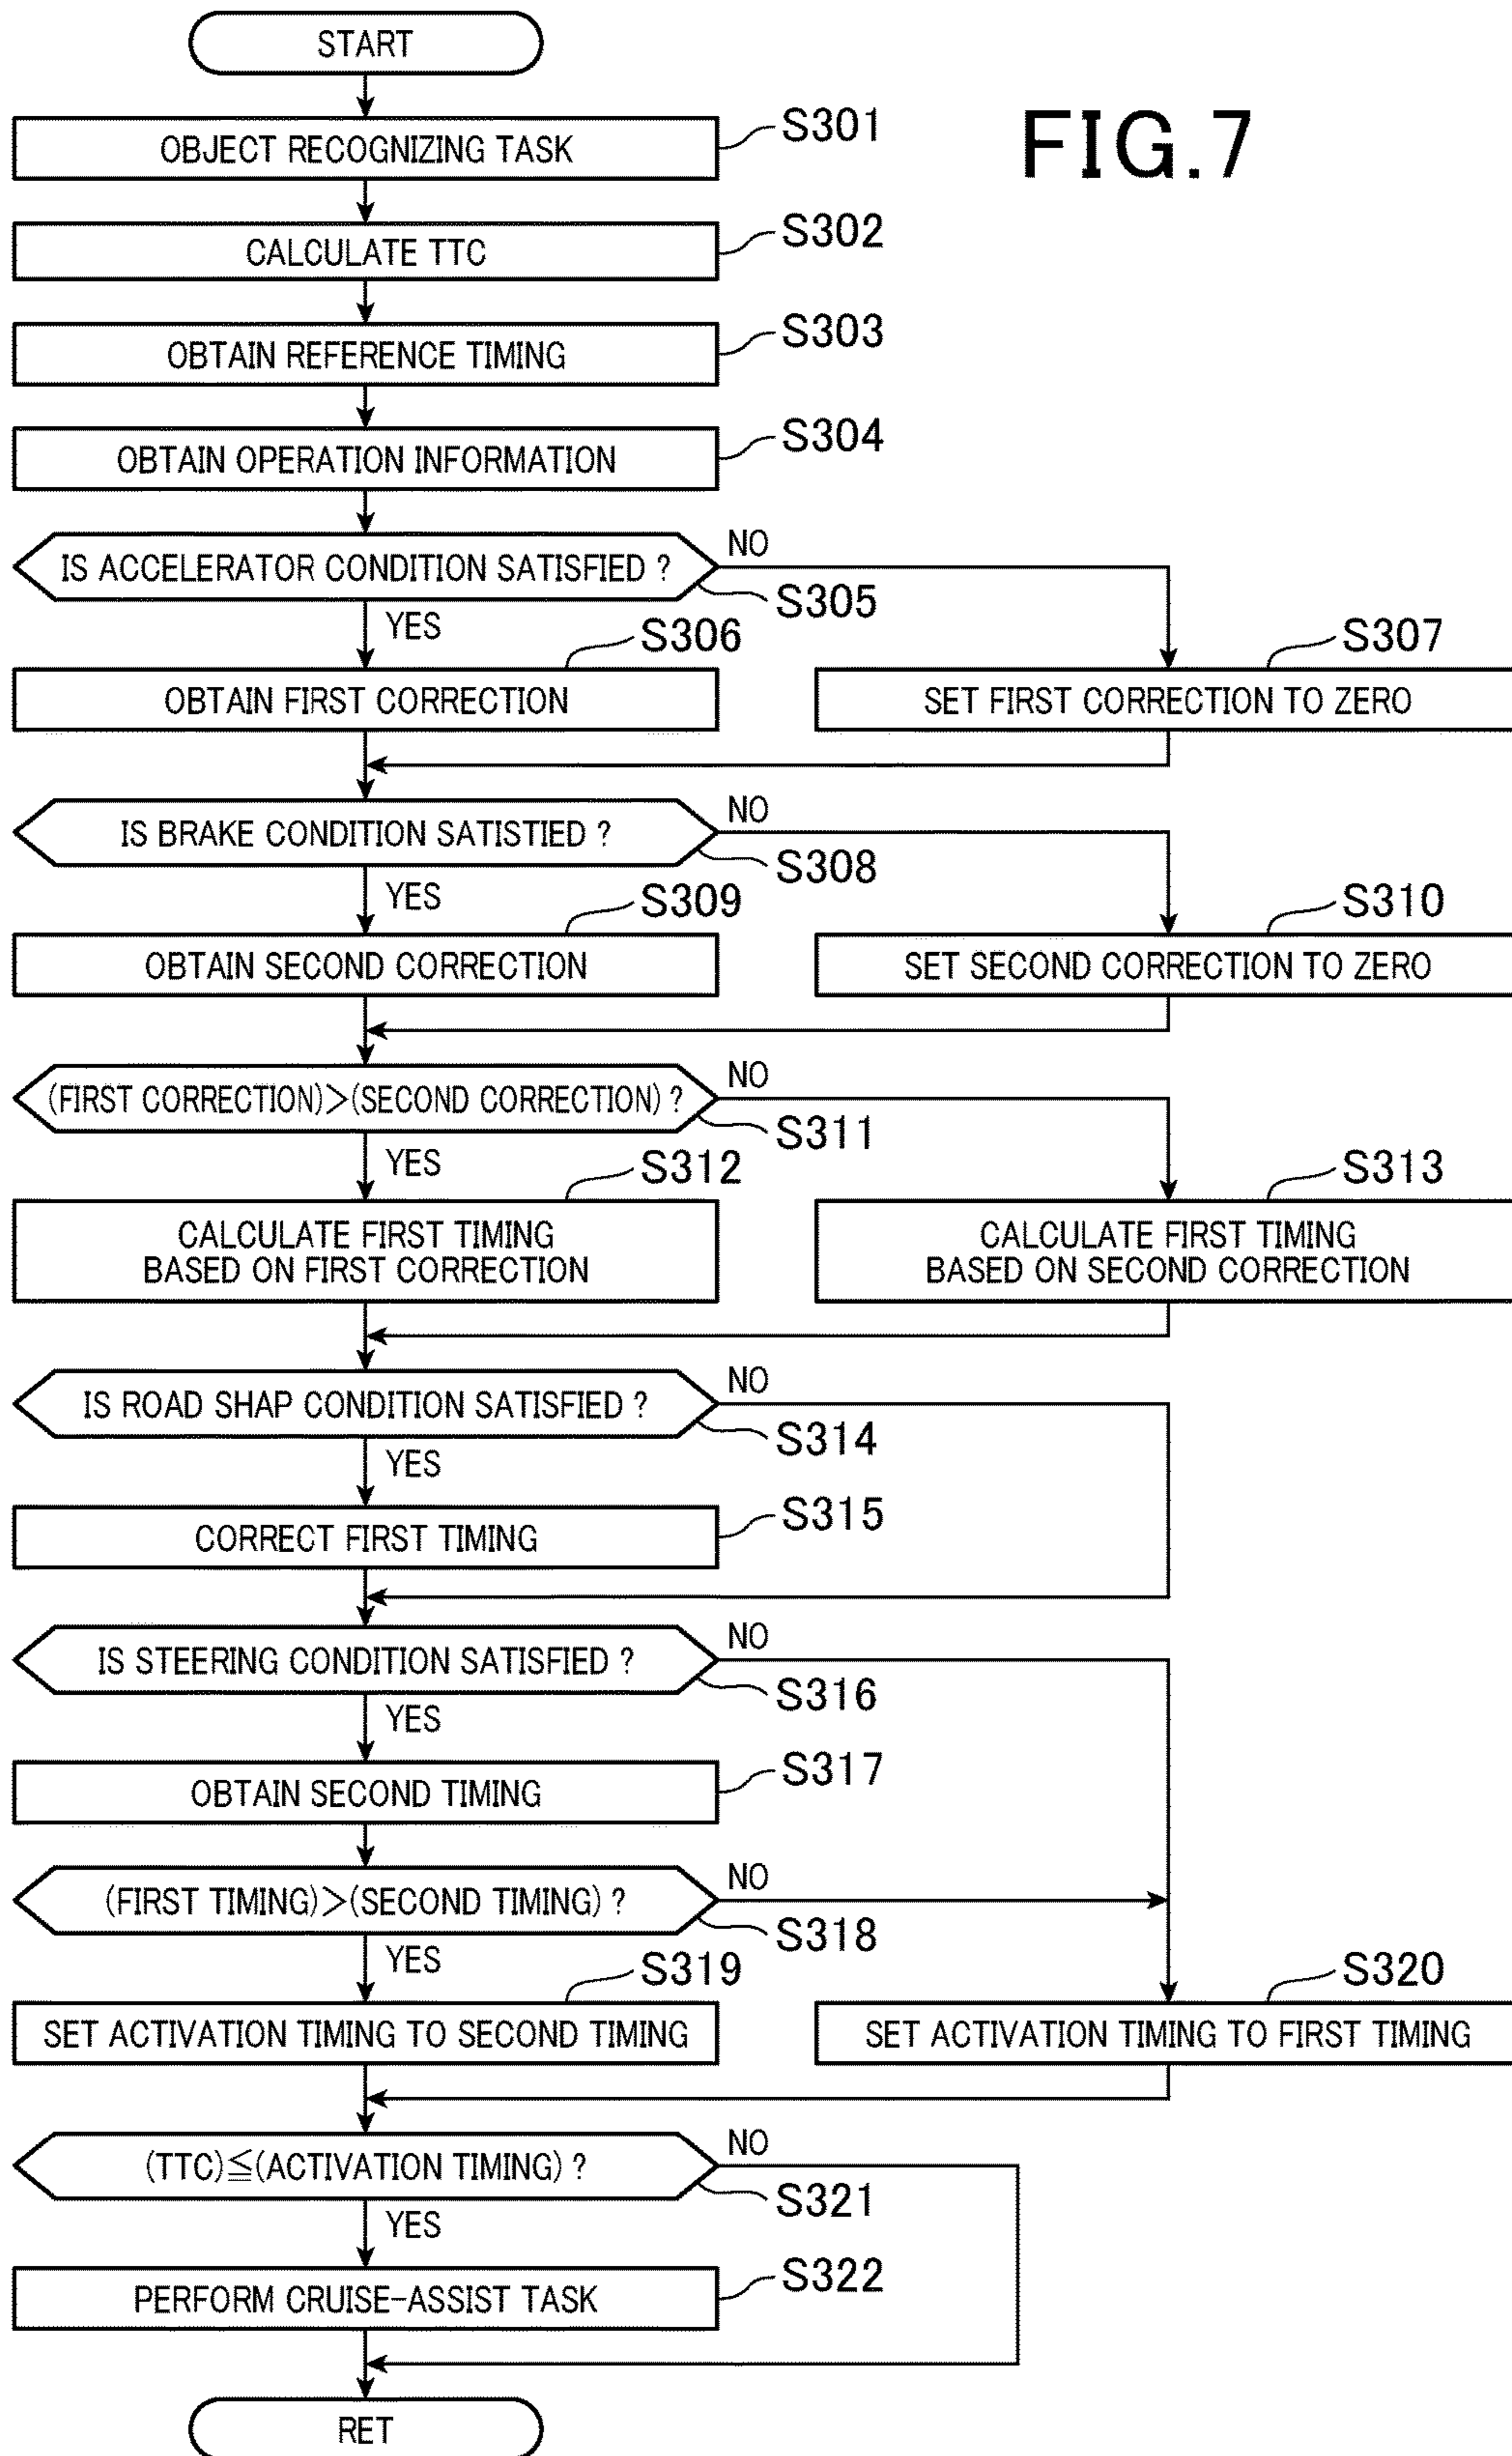 START
FIG.7
OBJECT RECOGNIZING TASK
S301
CALCULATE TTC
S302
OBTAIN REFERENCE TIMING
S303
OBTAIN OPERATION INFORMATION
S304
IS ACCELERATOR CONDITION SATISFIED ?
NO
S305
YES
S306
OBTAIN FIRST CORRECTION
S307
SET FIRST CORRECTION TO ZERO
IS BRAKE CONDITION SATISTIED ?
NO
S308
YES
S309
OBTAIN SECOND CORRECTION
S310
SET SECOND CORRECTION TO ZERO
(FIRST CORRECTION)>(SECOND CORRECTION) ?
NO
S311
YES
S312
CALCULATE FIRST TIMING
BASED ON FIRST CORRECTION
S313
CALCULATE FIRST TIMING
BASED ON SECOND CORRECTION
IS ROAD SHAP CONDITION SATISFIED ?
NO
S314
YES
CORRECT FIRST TIMING
S315
IS STEERING CONDITION SATISFIED ?
NO
S316
YES
OBTAIN SECOND TIMING
S317
(FIRST TIMING)>(SECOND TIMING) ?
NO
S318
YES
S319
SET ACTIVATION TIMING TO SECOND TIMING
S320
SET ACTIVATION TIMING TO FIRST TIMING
(TTC)≦(ACTIVATION TIMING) ?
NO
S321
YES
PERFORM CRUISE-ASSIST TASK
S322
RET